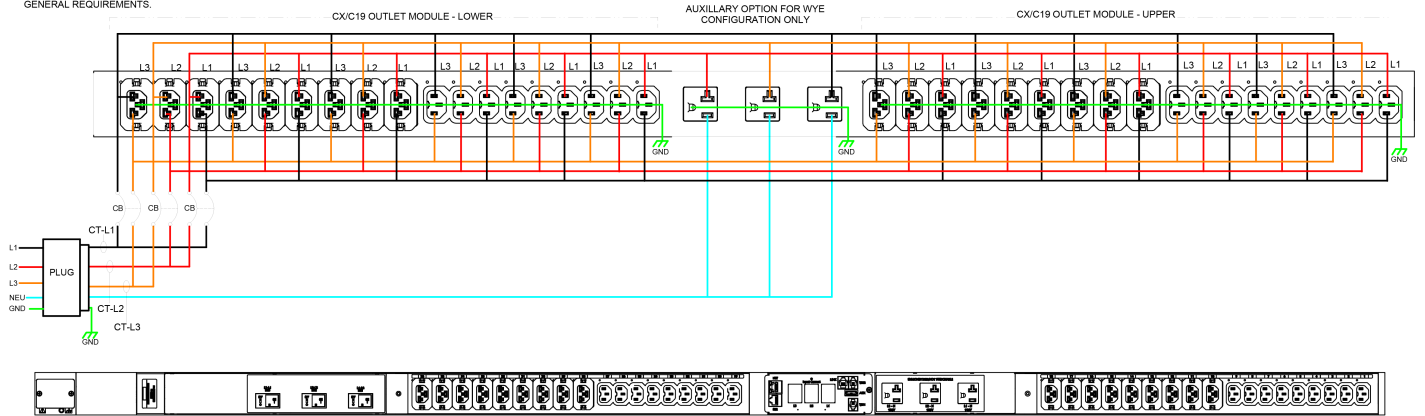 GENERAL REQUIREMENTS.
CX/C19 OUTLET MODULE - LOWER
AUXILLARY OPTION FOR WYE
CONFIGURATION ONLY
CX/C19 OUTLET MODULE - UPPER
L3 L2 L1 L3 L2 L1 L3 L2 L1 L3 L2 L1 L3 L2 L1 L3 L2 L1
L3 L2 L1 L3 L2 L1 L3 L2 L1 L3 L2 L1 L3 L2 L1 L3 L2 L1
GND
GND
GND
CB CB CB
CT-L1
L1
L2
PLUG
L3
NEU
GND
CT-L2
CT-L3
GND